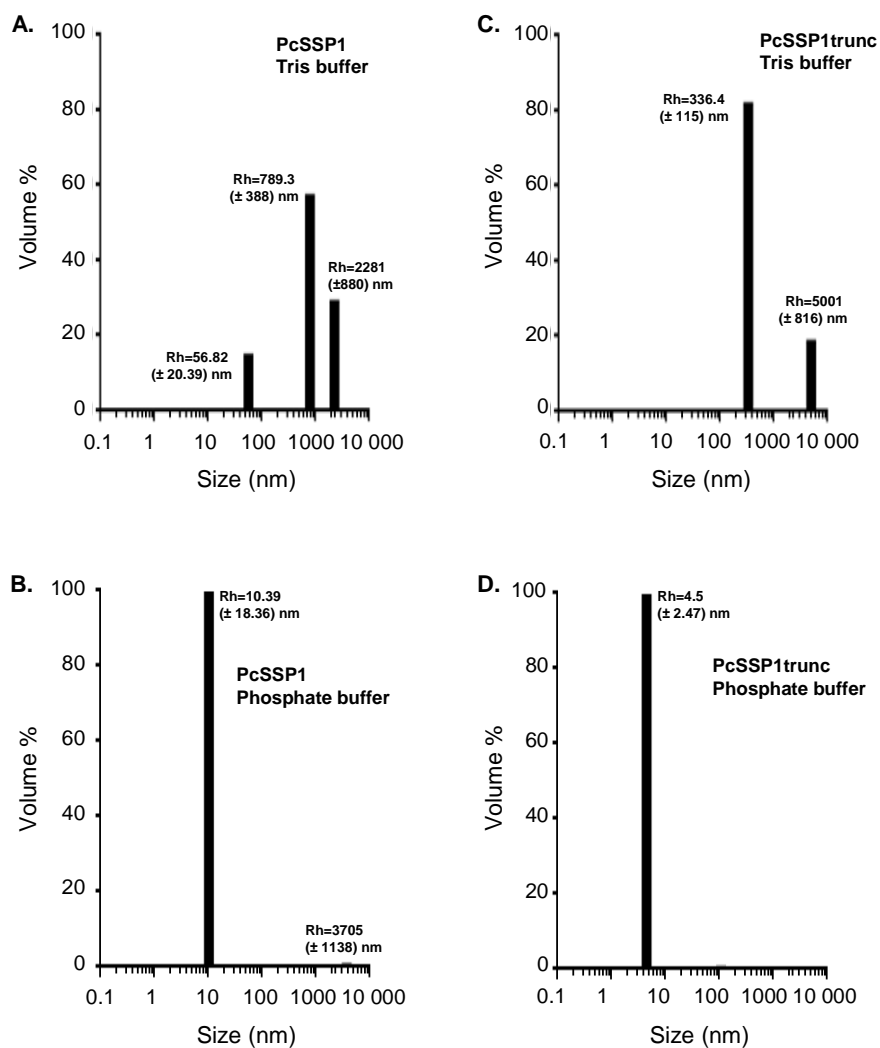 A.
100
80
60
40
20
0
Volume %
PcSSP1
Tris buffer
Rh=789.3
(± 388) nm
Rh=2281
(±880) nm
Rh=56.82
(± 20.39) nm
0.1 1 10 100 1000 10 000
Size (nm)
C.
100
80
60
40
20
0
Volume %
PcSSP1trunc
Tris buffer
Rh=336.4
(± 115) nm
Rh=5001
(± 816) nm
0.1 1 10 100 1000 10 000
Size (nm)
B.
100
80
60
40
20
0
Volume %
Rh=10.39
(± 18.36) nm
PcSSP1
Phosphate buffer
Rh=3705
(± 1138) nm
0.1 1 10 100 1000 10 000
Size (nm)
D.
100
80
60
40
20
0
Volume %
Rh=4.5
(± 2.47) nm
PcSSP1trunc
Phosphate buffer
0.1 1 10 100 1000 10 000
Size (nm)